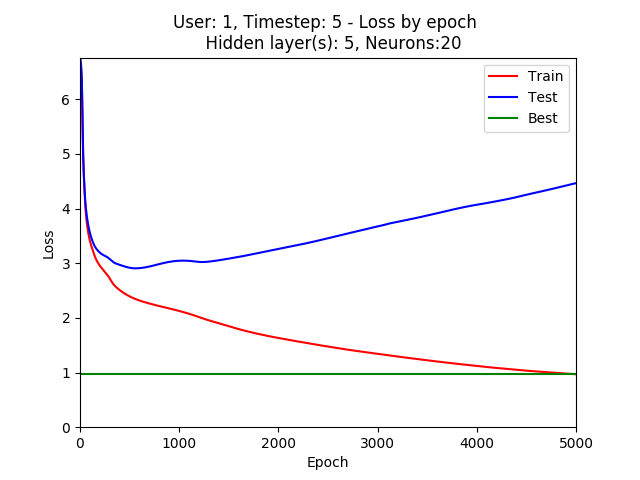 User: 1, Timestep: 5 - Loss by epoch
Hidden layer(s): 5, Neurons:20
Train
Test
Best
6
5
4
3
2
1
0
Loss
0 1000 2000 3000 4000 5000
Epoch